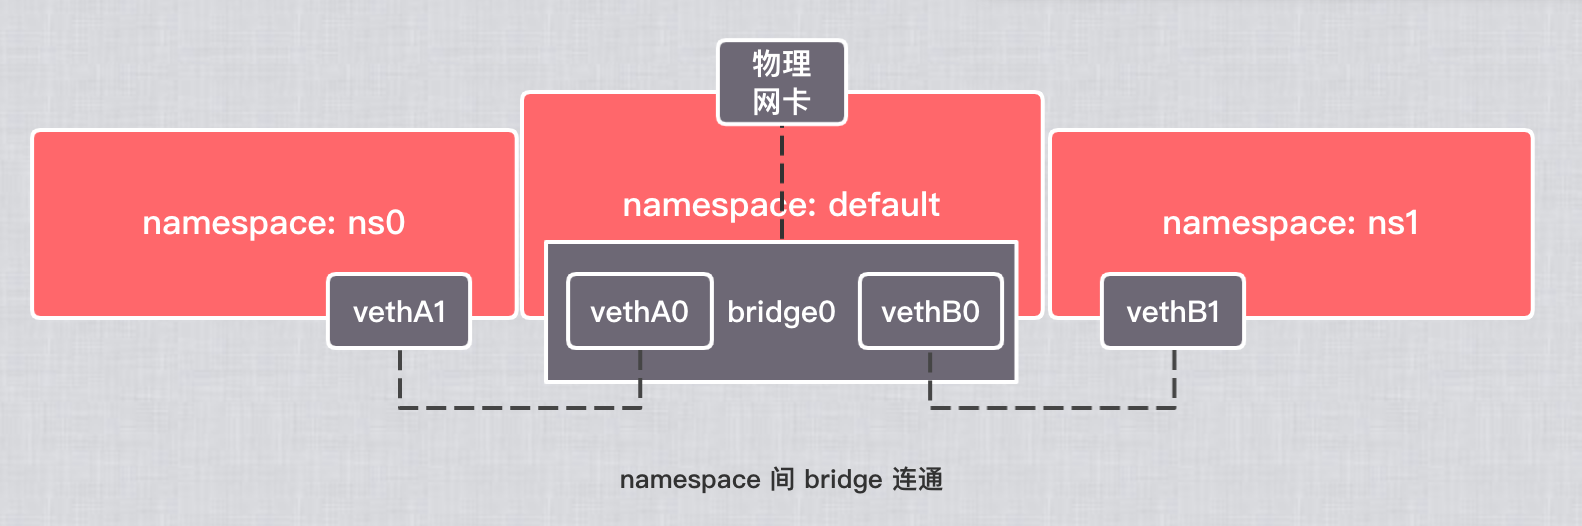 物理
网卡
namespace: default
namespace: ns0
namespace: ns1
vethA1
vethA0
bridge0
vethB0
vethB1
namespace 间 bridge 连通